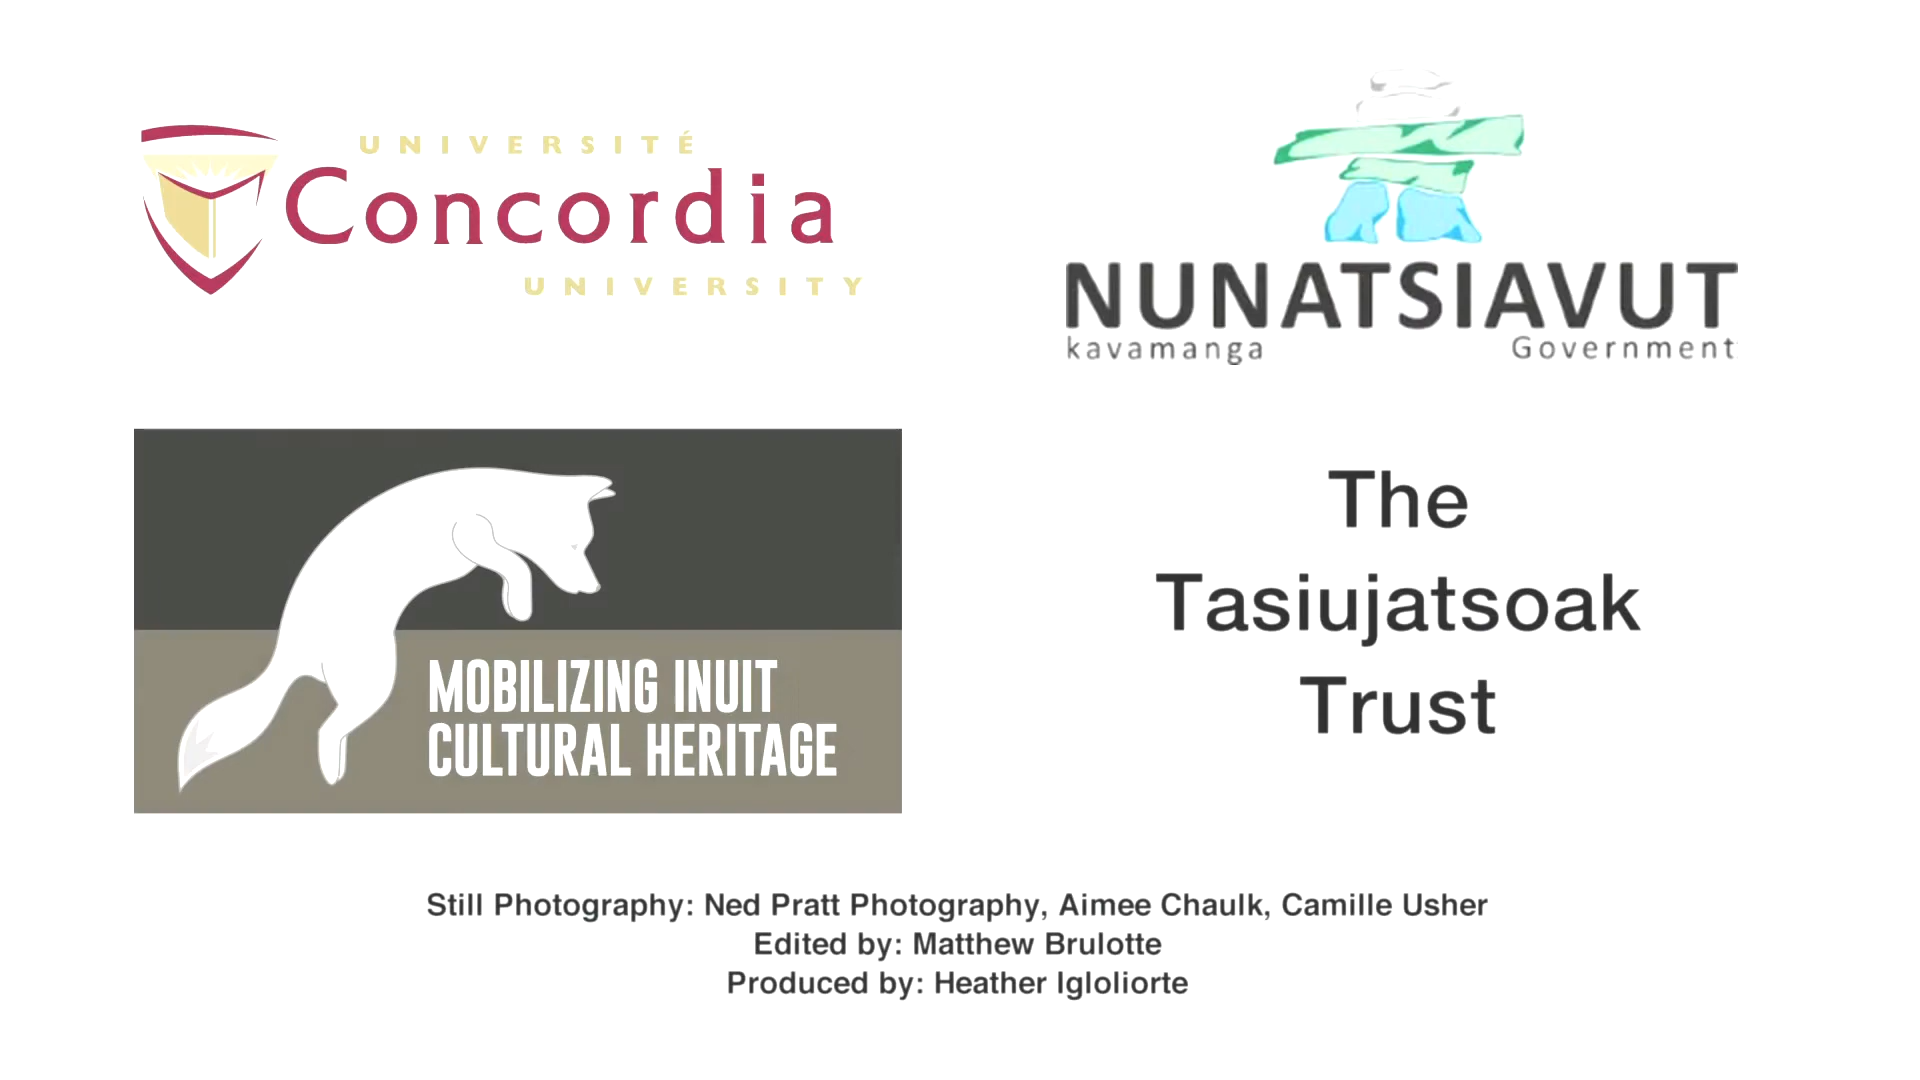 UNIVERSITÉ
Concordia
UNIVERSITY
NUNATSIAVUT
kavamanga Government
MOBILIZING INUIT
CULTURAL HERITAGE
The
Tasiujatsoak
Trust
Still Photography: Ned Pratt Photography, Aimee Chaulk, Camille Usher
Edited by: Matthew Brulotte
Produced by: Heather Igloliorte